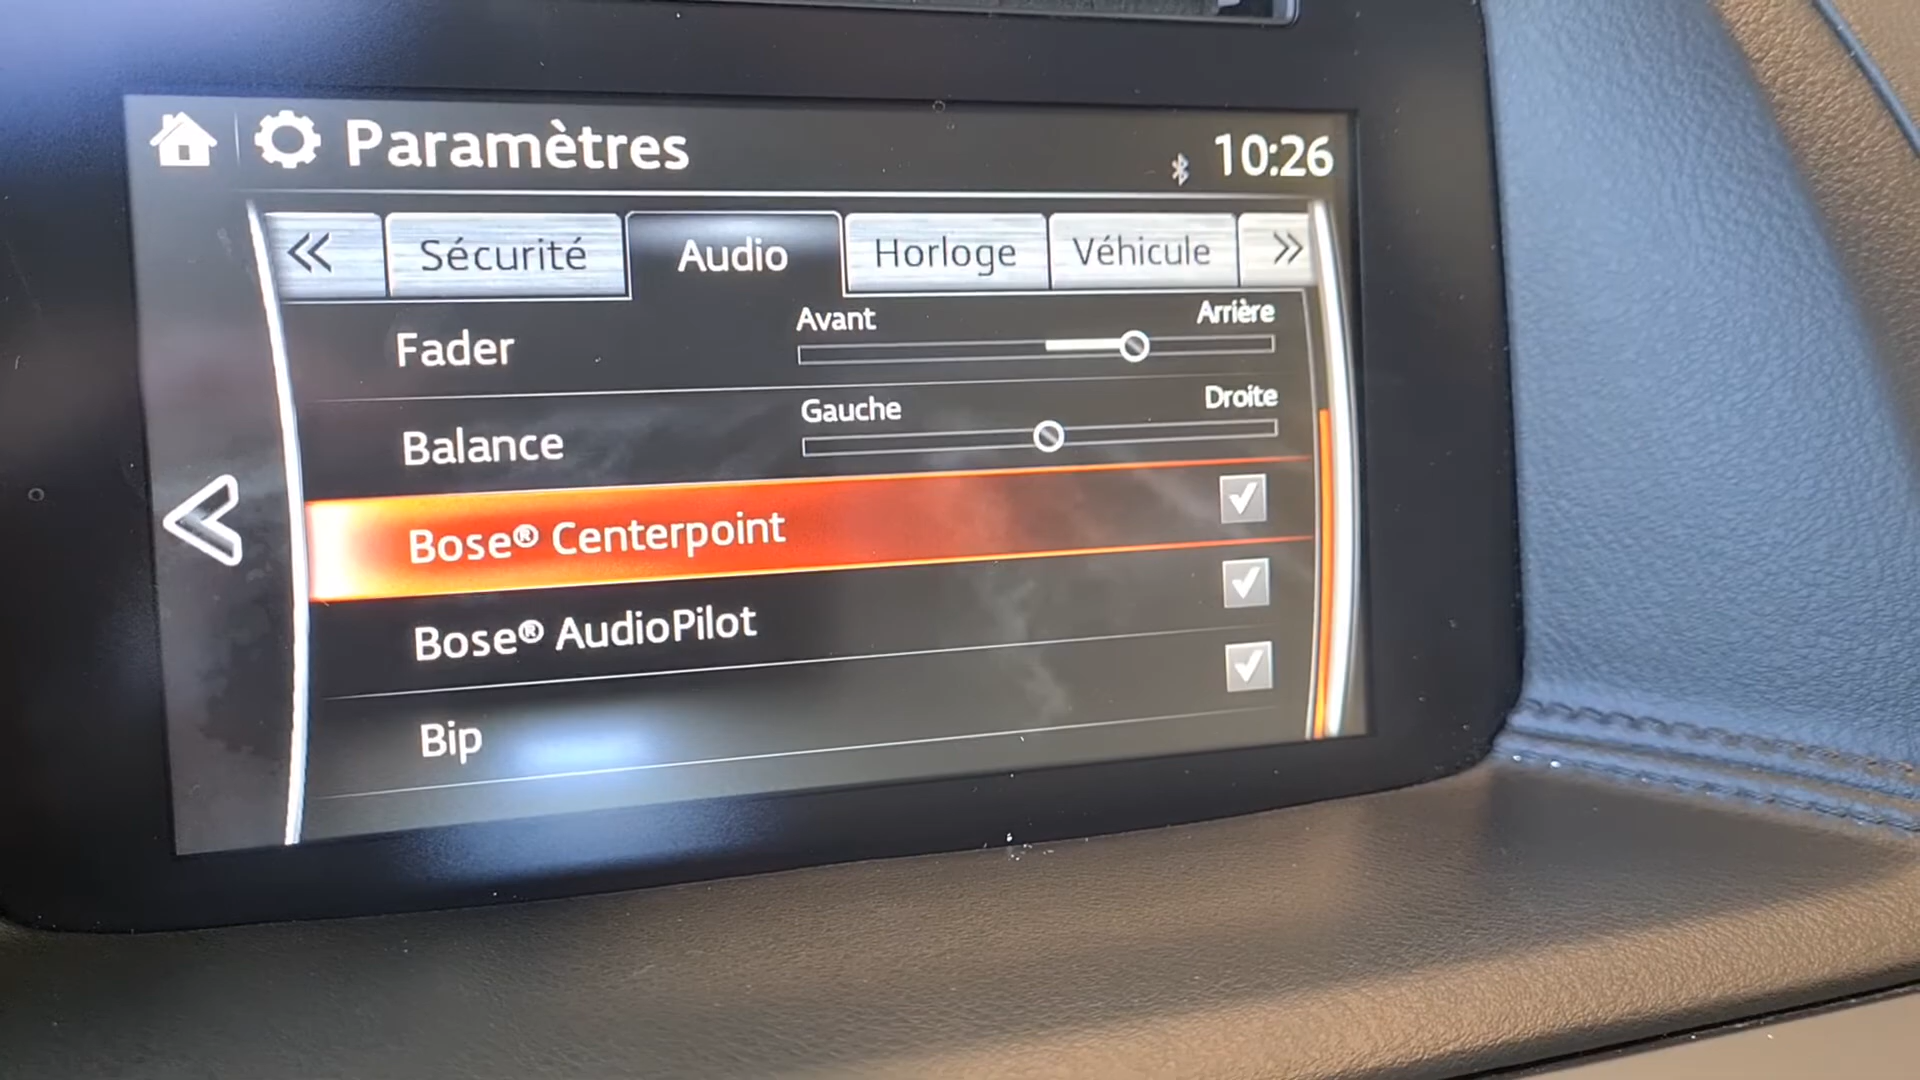 Paramètres
10:26
Sécurité
Audio
Horloge
Véhicule
Fader
Avant
Arrière
Balance
Gauche
Droite
Bose® Centerpoint
Bose® AudioPilot
Bip